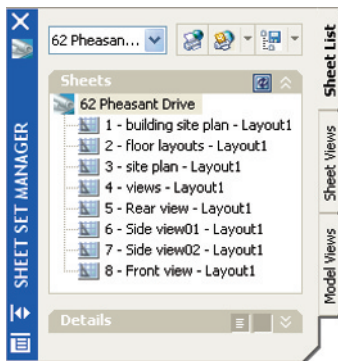 62 Pheasan...
Sheets
62 Pheasant Drive
1 - building site plan - Layout1
2 - floor layouts - Layout1
3 - site plan - Layout1
4 - views - Layout1
5 - Rear view - Layout1
6 - Side view01 - Layout1
7 - Side view02 - Layout1
8 - Front view - Layout1
Details
SHEET SET MANAGER
Sheet List
Sheet Views
Model Views